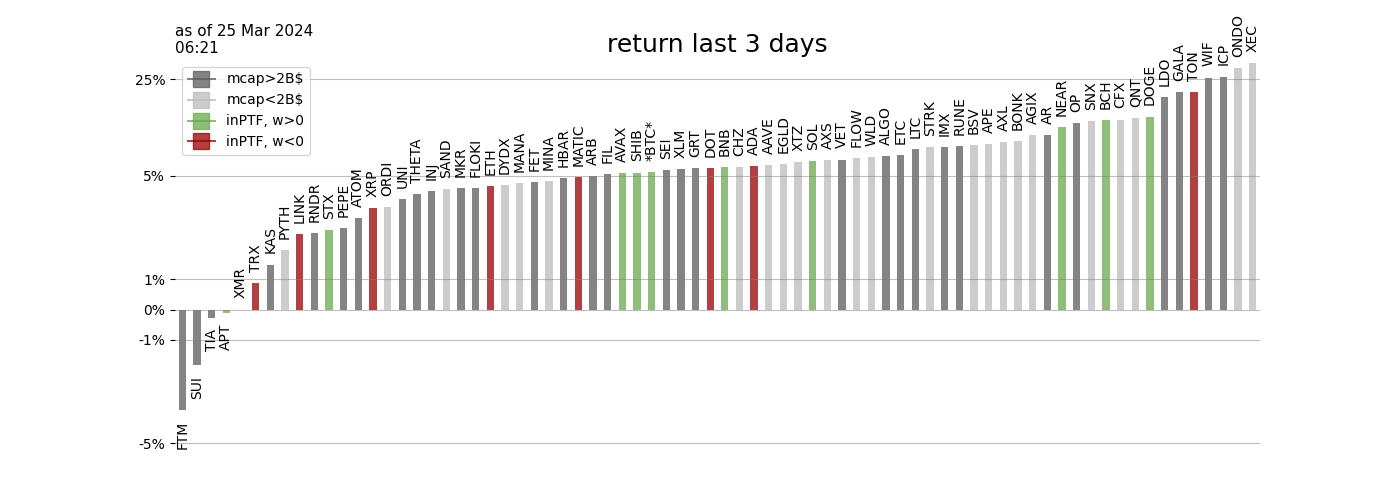 as of 25 Mar 2024
06:21
return last 3 days
mcap>2B$
mcap<2B$
inPTF, w>0
inPTF, w<0
25%
5%
1%
0%
-1%
-5%
FTM
SUI
TIA
APT
XMR
TRX
KAS
PYTH
LINK
RNDR
STX
PEPE
ATOM
XRP
ORDI
UNI
THETA
INJ
SAND
MKR
FLOKI
ETH
DYDX
MANA
FET
MINA
HBAR
MATIC
ARB
FIL
AVAX
SHIB
*BTC*
SEI
XLM
GRT
DOT
BNB
CHZ
ADA
AAVE
EGLD
XTZ
SOL
AXS
VET
FLOW
WLD
ALGO
ETC
LTC
STRK
IMX
RUNE
BSV
APE
AXL
BONK
AGIX
AR
NEAR
OP
SNX
BCH
CFX
QNT
DOGE
LDO
GALA
TON
WIF
ICP
ONDO
XEC